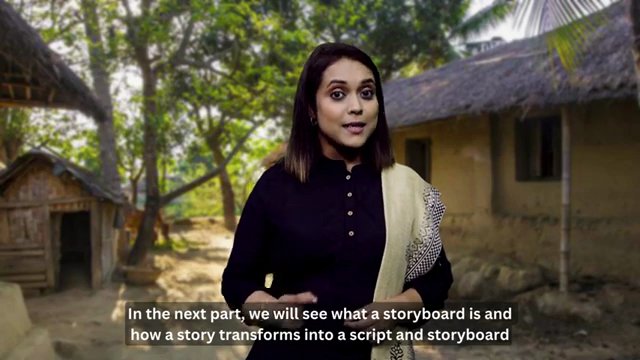 In the next part, we will see what a storyboard is and
how a story transforms into a script and storyboard